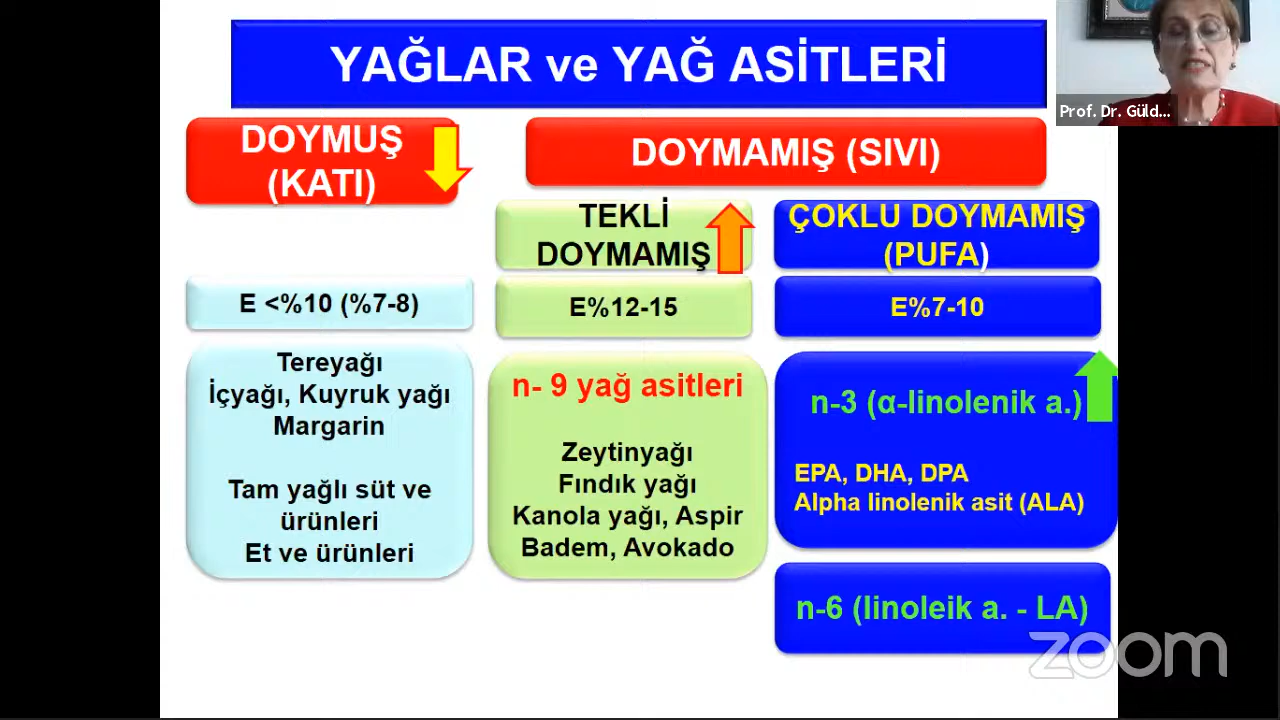 YAĞLAR ve YAĞ ASİTLERİ
Prof. Dr. Güld...
DOYMUŞ
(KATI)
DOYMAMIŞ (SIVI)
TEKLİ
DOYMAMIŞ
ÇOKLU DOYMAMIŞ
(PUFA)
E <%10 (%7-8)
E%12-15
E%7-10
Tereyağı
İçyağı, Kuyruk yağı
Margarin
Tam yağlı süt ve
ürünleri
Et ve ürünleri
n- 9 yağ asitleri
Zeytinyağı
Fındık yağı
Kanola yağı, Aspir
Badem, Avokado
n-3 (α-linolenik a.)
EPA, DHA, DPA
Alpha linolenik asit (ALA)
n-6 (linoleik a. - LA)
zoom